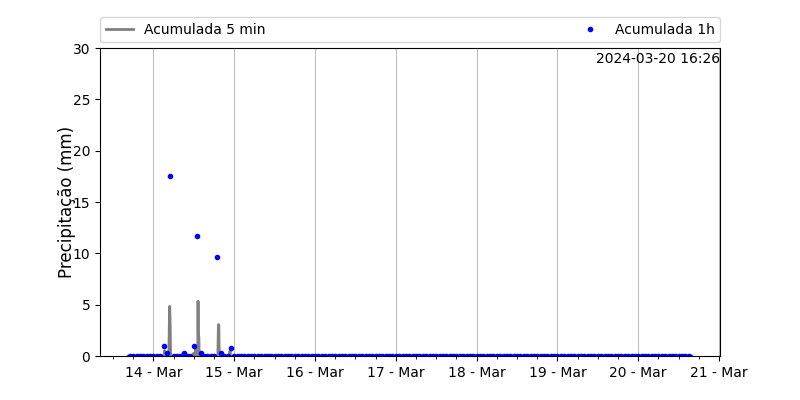 Acumulada 5 min
Acumulada 1h
2024-03-20 16:26
Precipitação (mm)
30
25
20
15
10
5
0
14 - Mar
15 - Mar
16 - Mar
17 - Mar
18 - Mar
19 - Mar
20 - Mar
21 - Mar